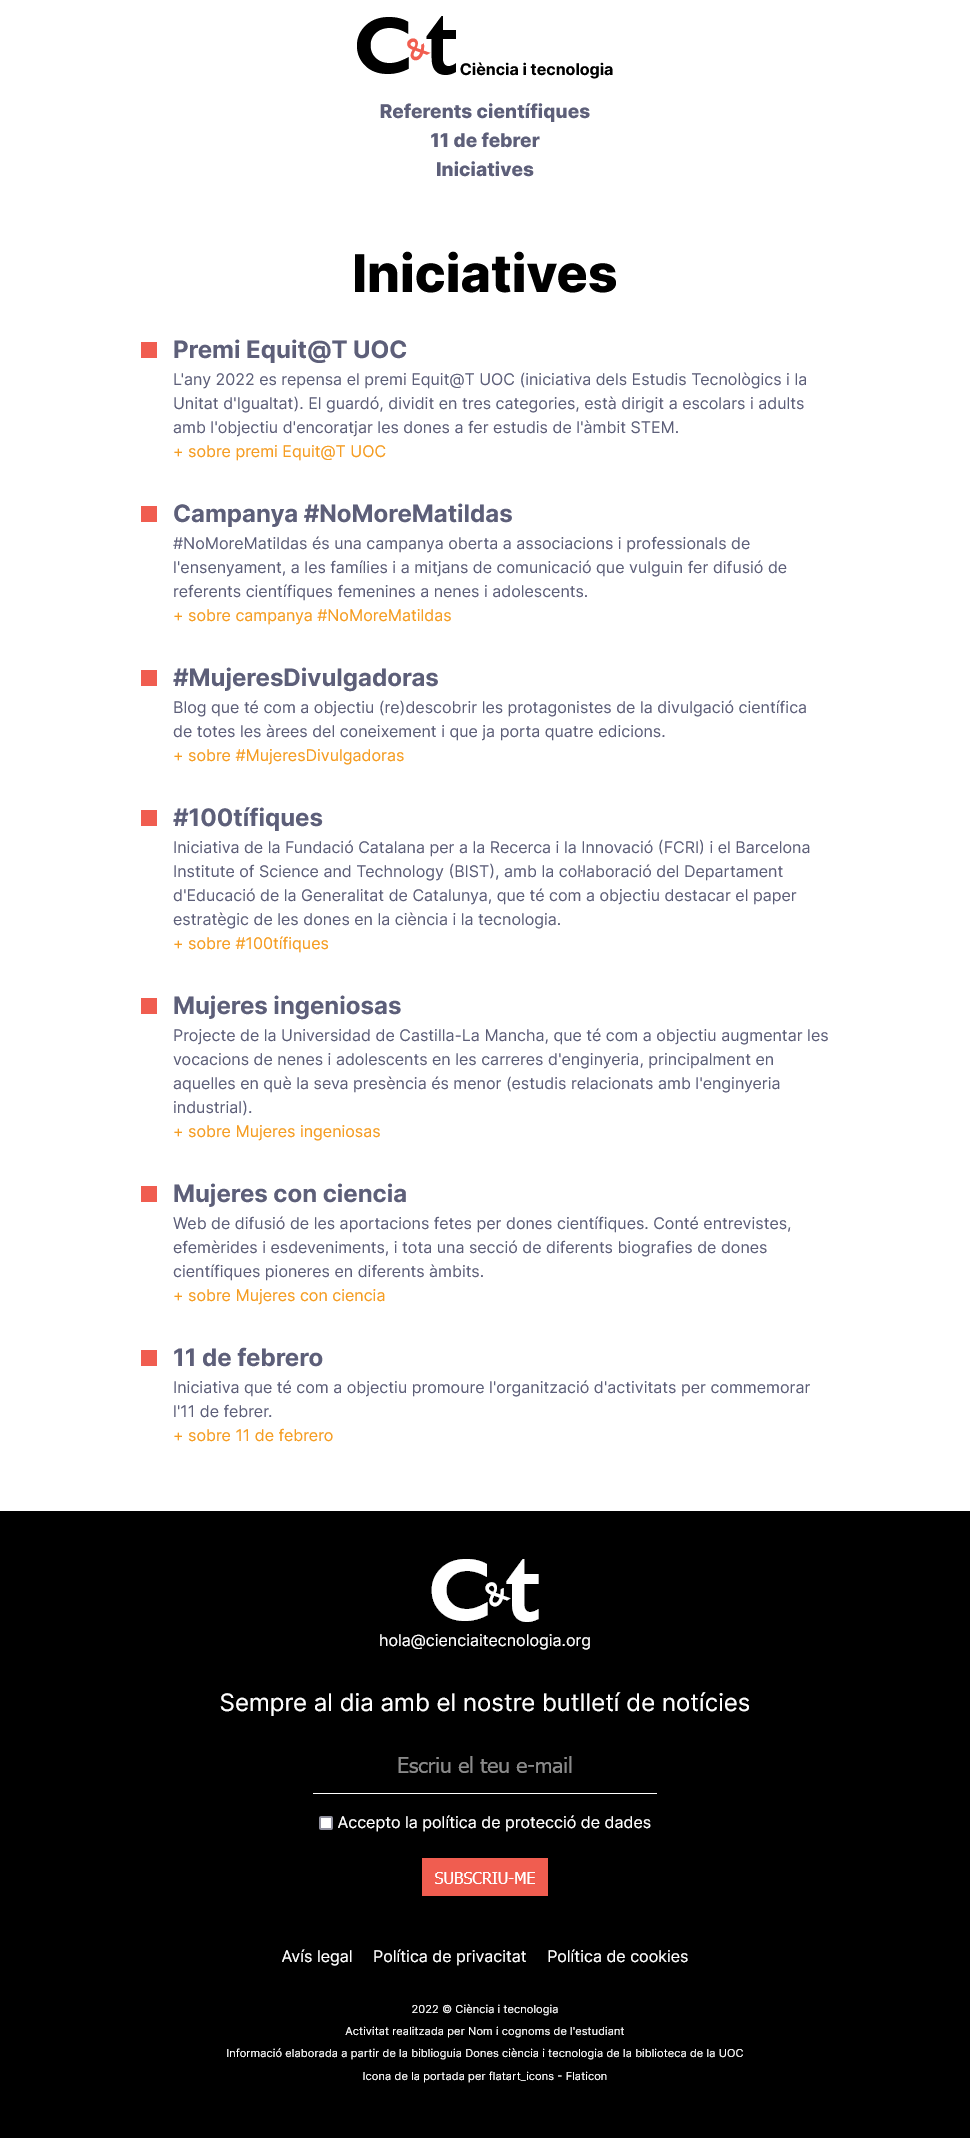 C&t Ciència i tecnologia
Referents científiques
11 de febrer
Iniciatives
Iniciatives
Premi Equit@T UOC
L'any 2022 es repensa el premi Equit@T UOC (iniciativa dels Estudis Tecnològics i la
Unitat d'Igualtat). El guardó, dividit en tres categories, està dirigit a escolars i adults
amb l'objectiu d'encoratjar les dones a fer estudis de l'àmbit STEM.
+ sobre premi Equit@T UOC
Campanya #NoMoreMatildas
#NoMoreMatildas és una campanya oberta a associacions i professionals de
l'ensenyament, a les famílies i a mitjans de comunicació que vulguin fer difusió de
referents científiques femenines a nenes i adolescents.
+ sobre campanya #NoMoreMatildas
#MujeresDivulgadoras
Blog que té com a objectiu (re)descobrir les protagonistes de la divulgació científica
de totes les àrees del coneixement i que ja porta quatre edicions.
+ sobre #MujeresDivulgadoras
#100tífiques
Iniciativa de la Fundació Catalana per a la Recerca i la Innovació (FCRI) i el Barcelona
Institute of Science and Technology (BIST), amb la col·laboració del Departament
d'Educació de la Generalitat de Catalunya, que té com a objectiu destacar el paper
estratègic de les dones en la ciència i la tecnologia.
+ sobre #100tífiques
Mujeres ingeniosas
Projecte de la Universidad de Castilla-La Mancha, que té com a objectiu augmentar les
vocacions de nenes i adolescents en les carreres d'enginyeria, principalment en
aquelles en què la seva presència és menor (estudis relacionats amb l'enginyeria
industrial).
+ sobre Mujeres ingeniosas
Mujeres con ciencia
Web de difusió de les aportacions fetes per dones científiques. Conté entrevistes,
efemèrides i esdeveniments, i tota una secció de diferents biografies de dones
científiques pioneres en diferents àmbits.
+ sobre Mujeres con ciencia
11 de febrero
Iniciativa que té com a objectiu promoure l'organització d'activitats per commemorar
l'11 de febrer.
+ sobre 11 de febrero
C&t
hola@cienciaitecnologia.org
Sempre al dia amb el nostre butlletí de notícies
Escriu el teu e-mail
Accepto la política de protecció de dades
SUBSCRIU-ME
Avís legal Política de privacitat Política de cookies
2022 © Ciència i tecnologia
Activitat realitzada per Nom i cognoms de l'estudiant
Informació elaborada a partir de la biblioguia Dones ciència i tecnologia de la biblioteca de la UOC
Icona de la portada per flatart_icons - Flaticon